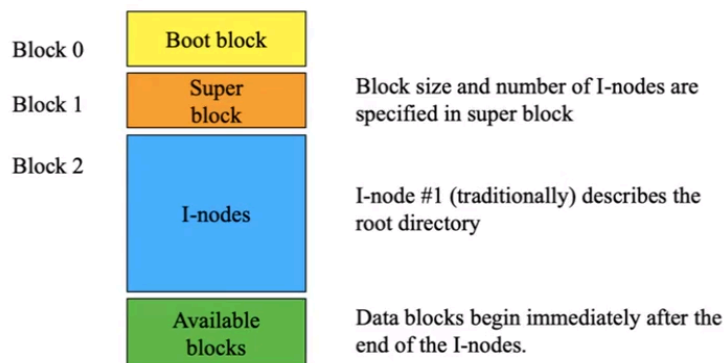 Block 0
Boot block
Block 1
Super
block
Block size and number of I-nodes are
specified in super block
Block 2
I-nodes
I-node #1 (traditionally) describes the
root directory
Available
blocks
Data blocks begin immediately after the
end of the I-nodes.